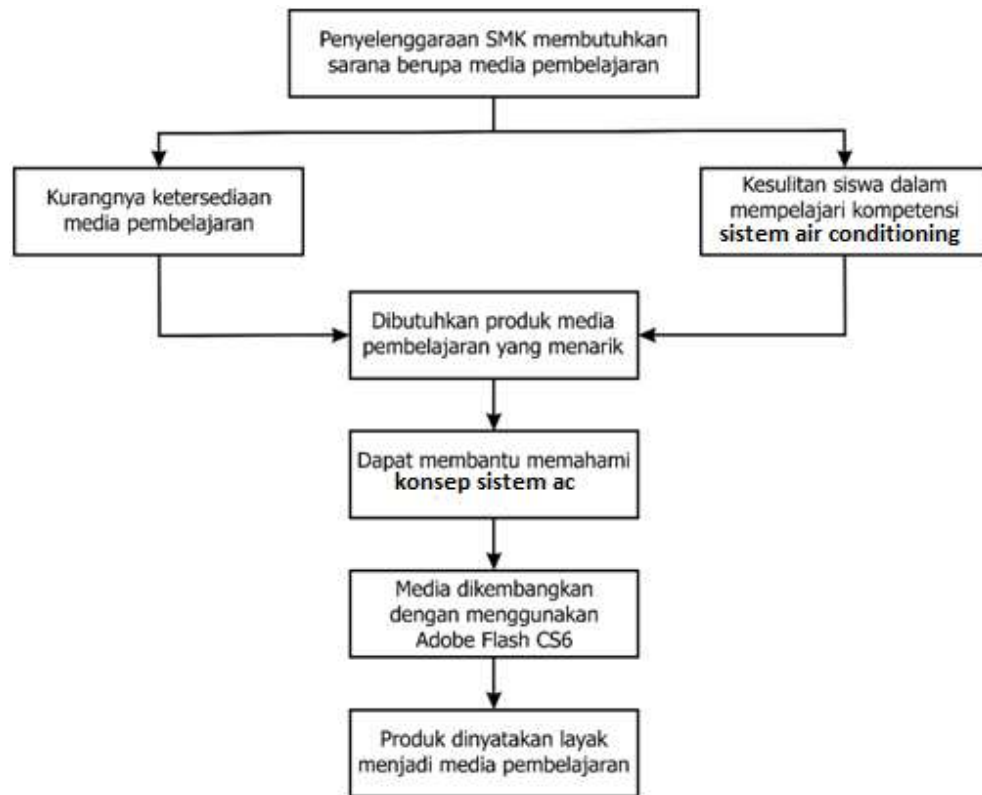 Penyelenggaraan SMK membutuhkan
sarana berupa media pembelajaran
Kurangnya ketersediaan
media pembelajaran
Kesulitan siswa dalam
mempelajari kompetensi
sistem air conditioning
Dibutuhkan produk media
pembelajaran yang menarik
Dapat membantu memahami
konsep sistem ac
Media dikembangkan
dengan menggunakan
Adobe Flash CS6
Produk dinyatakan layak
menjadi media pembelajaran